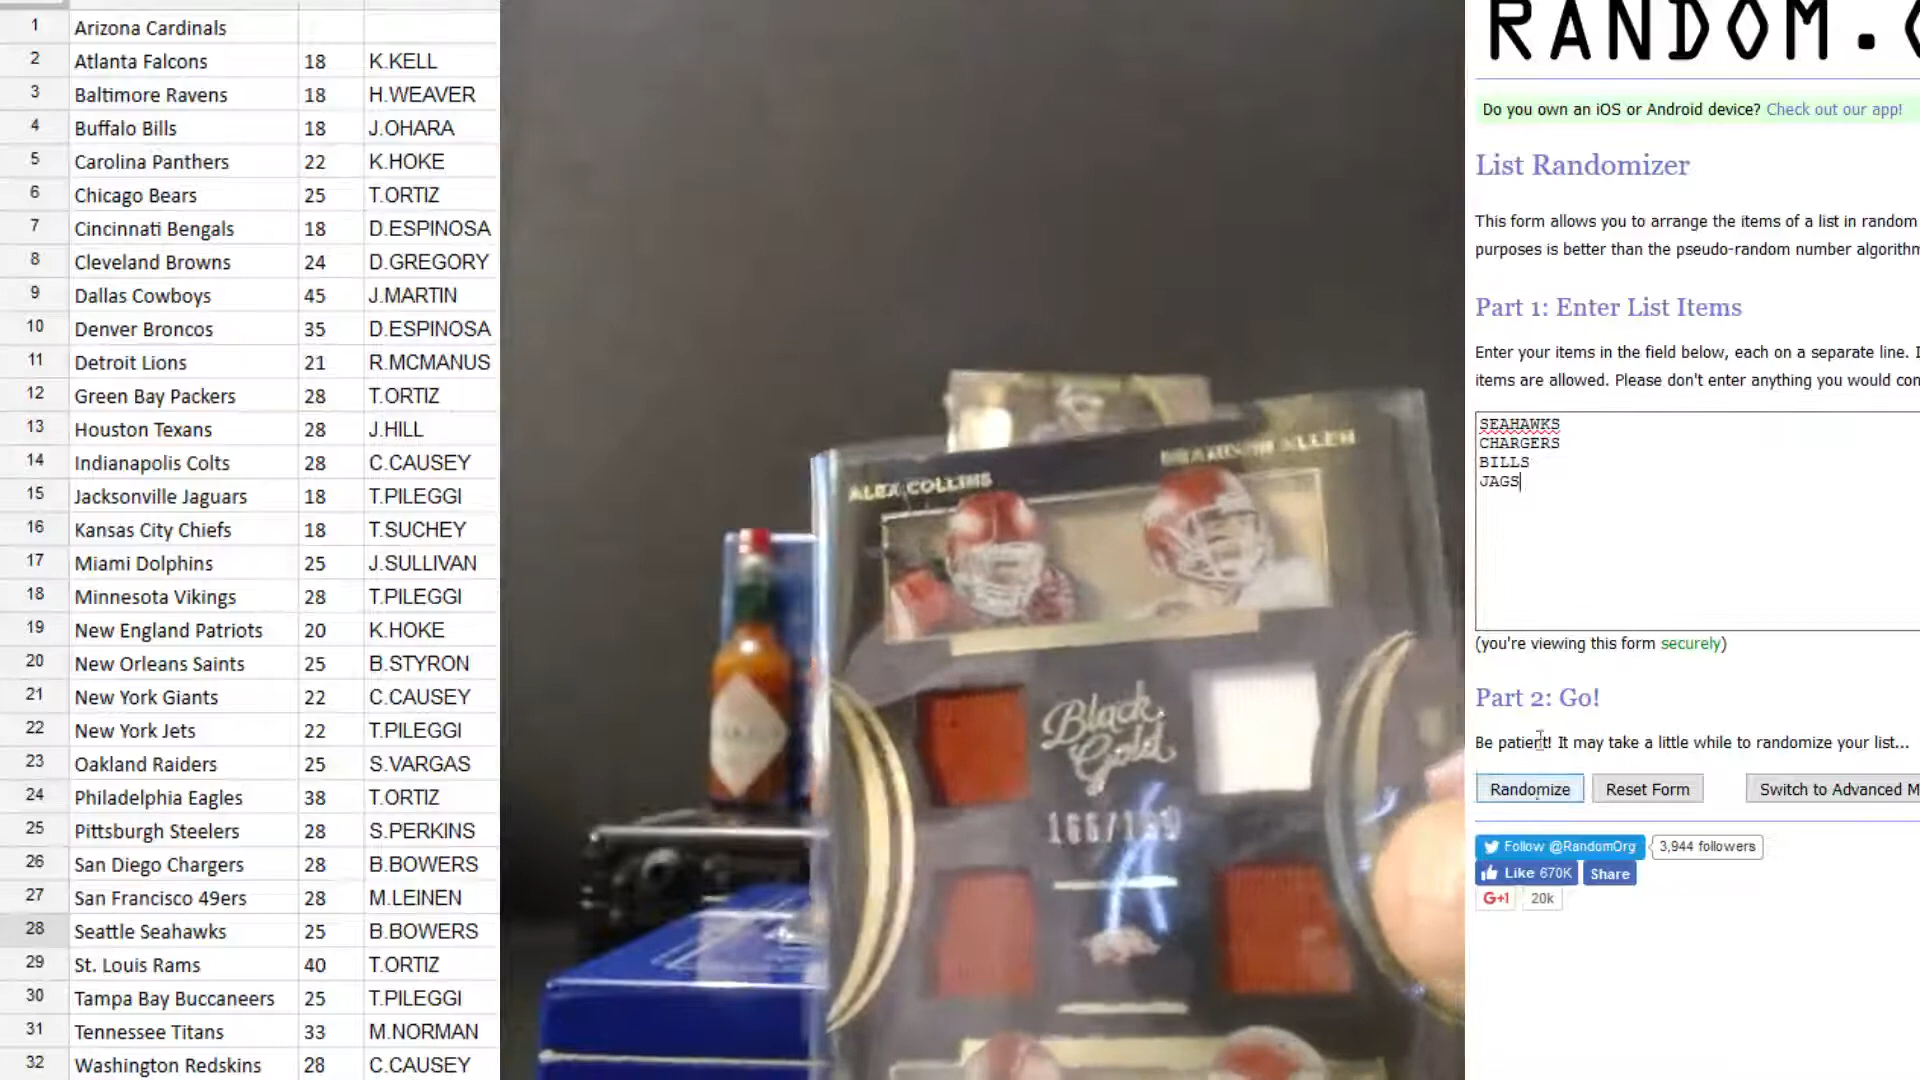 1 Arizona Cardinals
2 Atlanta Falcons 18 K.KELL
3 Baltimore Ravens 18 H.WEAVER
4 Buffalo Bills 18 J.OHARA
5 Carolina Panthers 22 K.HOKE
6 Chicago Bears 25 T.ORTIZ
7 Cincinnati Bengals 18 D.ESPINOSA
8 Cleveland Browns 24 D.GREGORY
9 Dallas Cowboys 45 J.MARTIN
10 Denver Broncos 35 D.ESPINOSA
11 Detroit Lions 21 R.MCMANUS
12 Green Bay Packers 28 T.ORTIZ
13 Houston Texans 28 J.HILL
14 Indianapolis Colts 28 C.CAUSEY
15 Jacksonville Jaguars 18 T.PILEGGI
16 Kansas City Chiefs 18 T.SUCHEY
17 Miami Dolphins 25 J.SULLIVAN
18 Minnesota Vikings 28 T.PILEGGI
19 New England Patriots 20 K.HOKE
20 New Orleans Saints 25 B.STYRON
21 New York Giants 22 C.CAUSEY
22 New York Jets 22 T.PILEGGI
23 Oakland Raiders 25 S.VARGAS
24 Philadelphia Eagles 38 T.ORTIZ
25 Pittsburgh Steelers 28 S.PERKINS
26 San Diego Chargers 28 B.BOWERS
27 San Francisco 49ers 28 M.LEINEN
28 Seattle Seahawks 25 B.BOWERS
29 St. Louis Rams 40 T.ORTIZ
30 Tampa Bay Buccaneers 25 T.PILEGGI
31 Tennessee Titans 33 M.NORMAN
32 Washington Redskins 28 C.CAUSEY
ALEX COLLINS
BRANDON ALLEN
Black
Gold
RANDOM.
Do you own an iOS or Android device? Check out our app!
List Randomizer
This form allows you to arrange the items of a list in random
purposes is better than the pseudo-random number algorithm
Part 1: Enter List Items
Enter your items in the field below, each on a separate line.
items are allowed. Please don't enter anything you would
SEAHAWKS
CHARGERS
BILLS
JAGS
(you're viewing this form securely)
Part 2: Go!
Be patient! It may take a little while to randomize your list...
Randomize Reset Form Switch to Advanced
Follow @RandomOrg 3,944 followers
Like 670K Share
G+1 20k